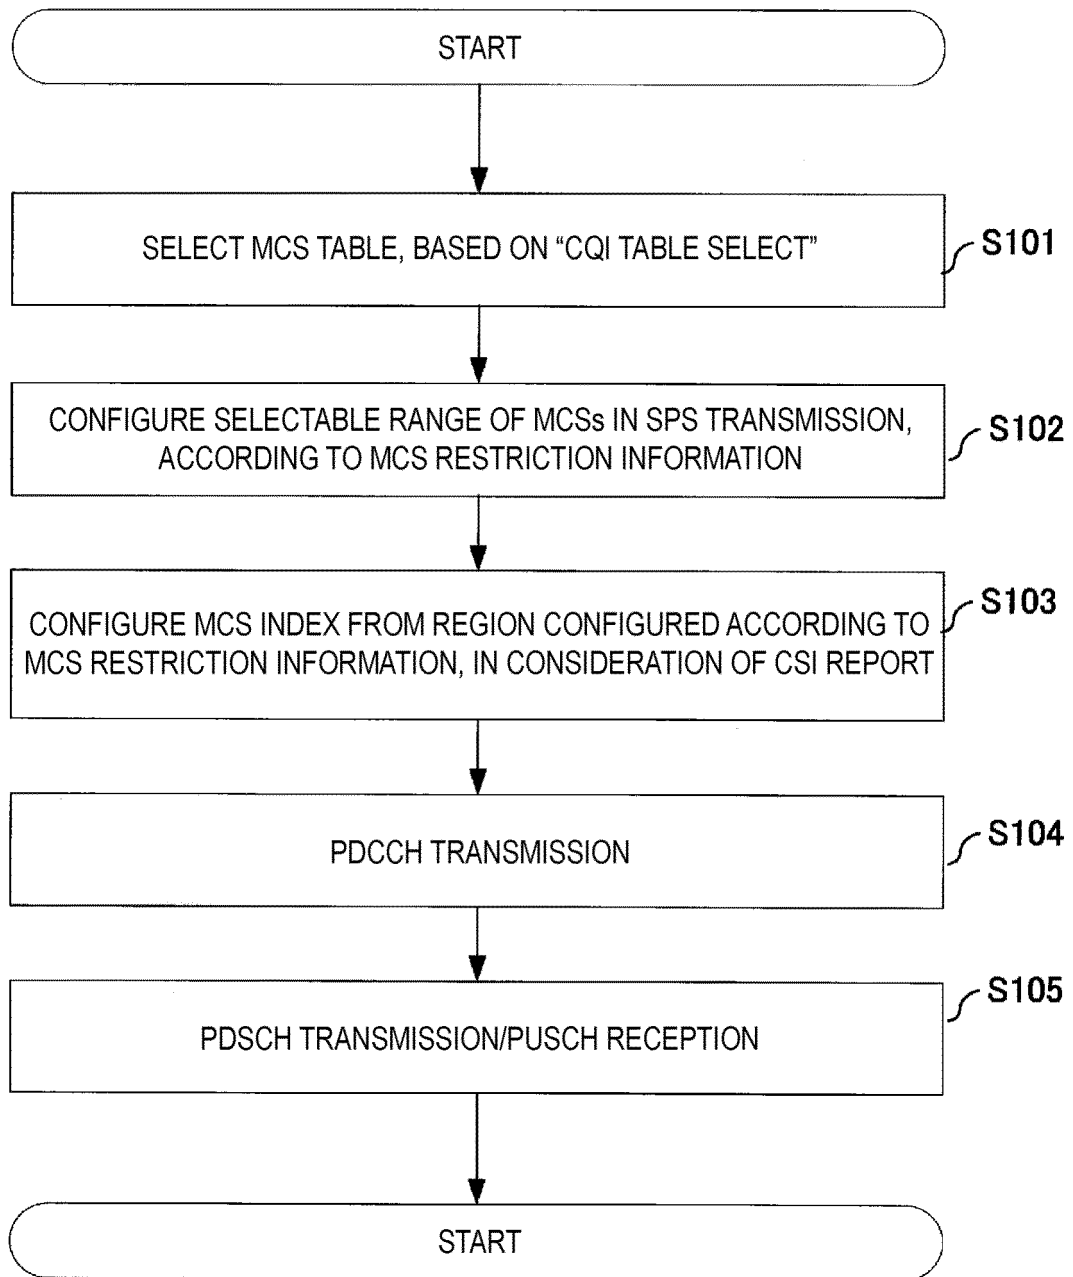 START
SELECT MCS TABLE, BASED ON “CQI TABLE SELECT”
S101
CONFIGURE SELECTABLE RANGE OF MCSs IN SPS TRANSMISSION,
ACCORDING TO MCS RESTRICTION INFORMATION
S102
CONFIGURE MCS INDEX FROM REGION CONFIGURED ACCORDING TO
MCS RESTRICTION INFORMATION, IN CONSIDERATION OF CSI REPORT
S103
PDCCH TRANSMISSION
S104
PDSCH TRANSMISSION/PUSCH RECEPTION
S105
START